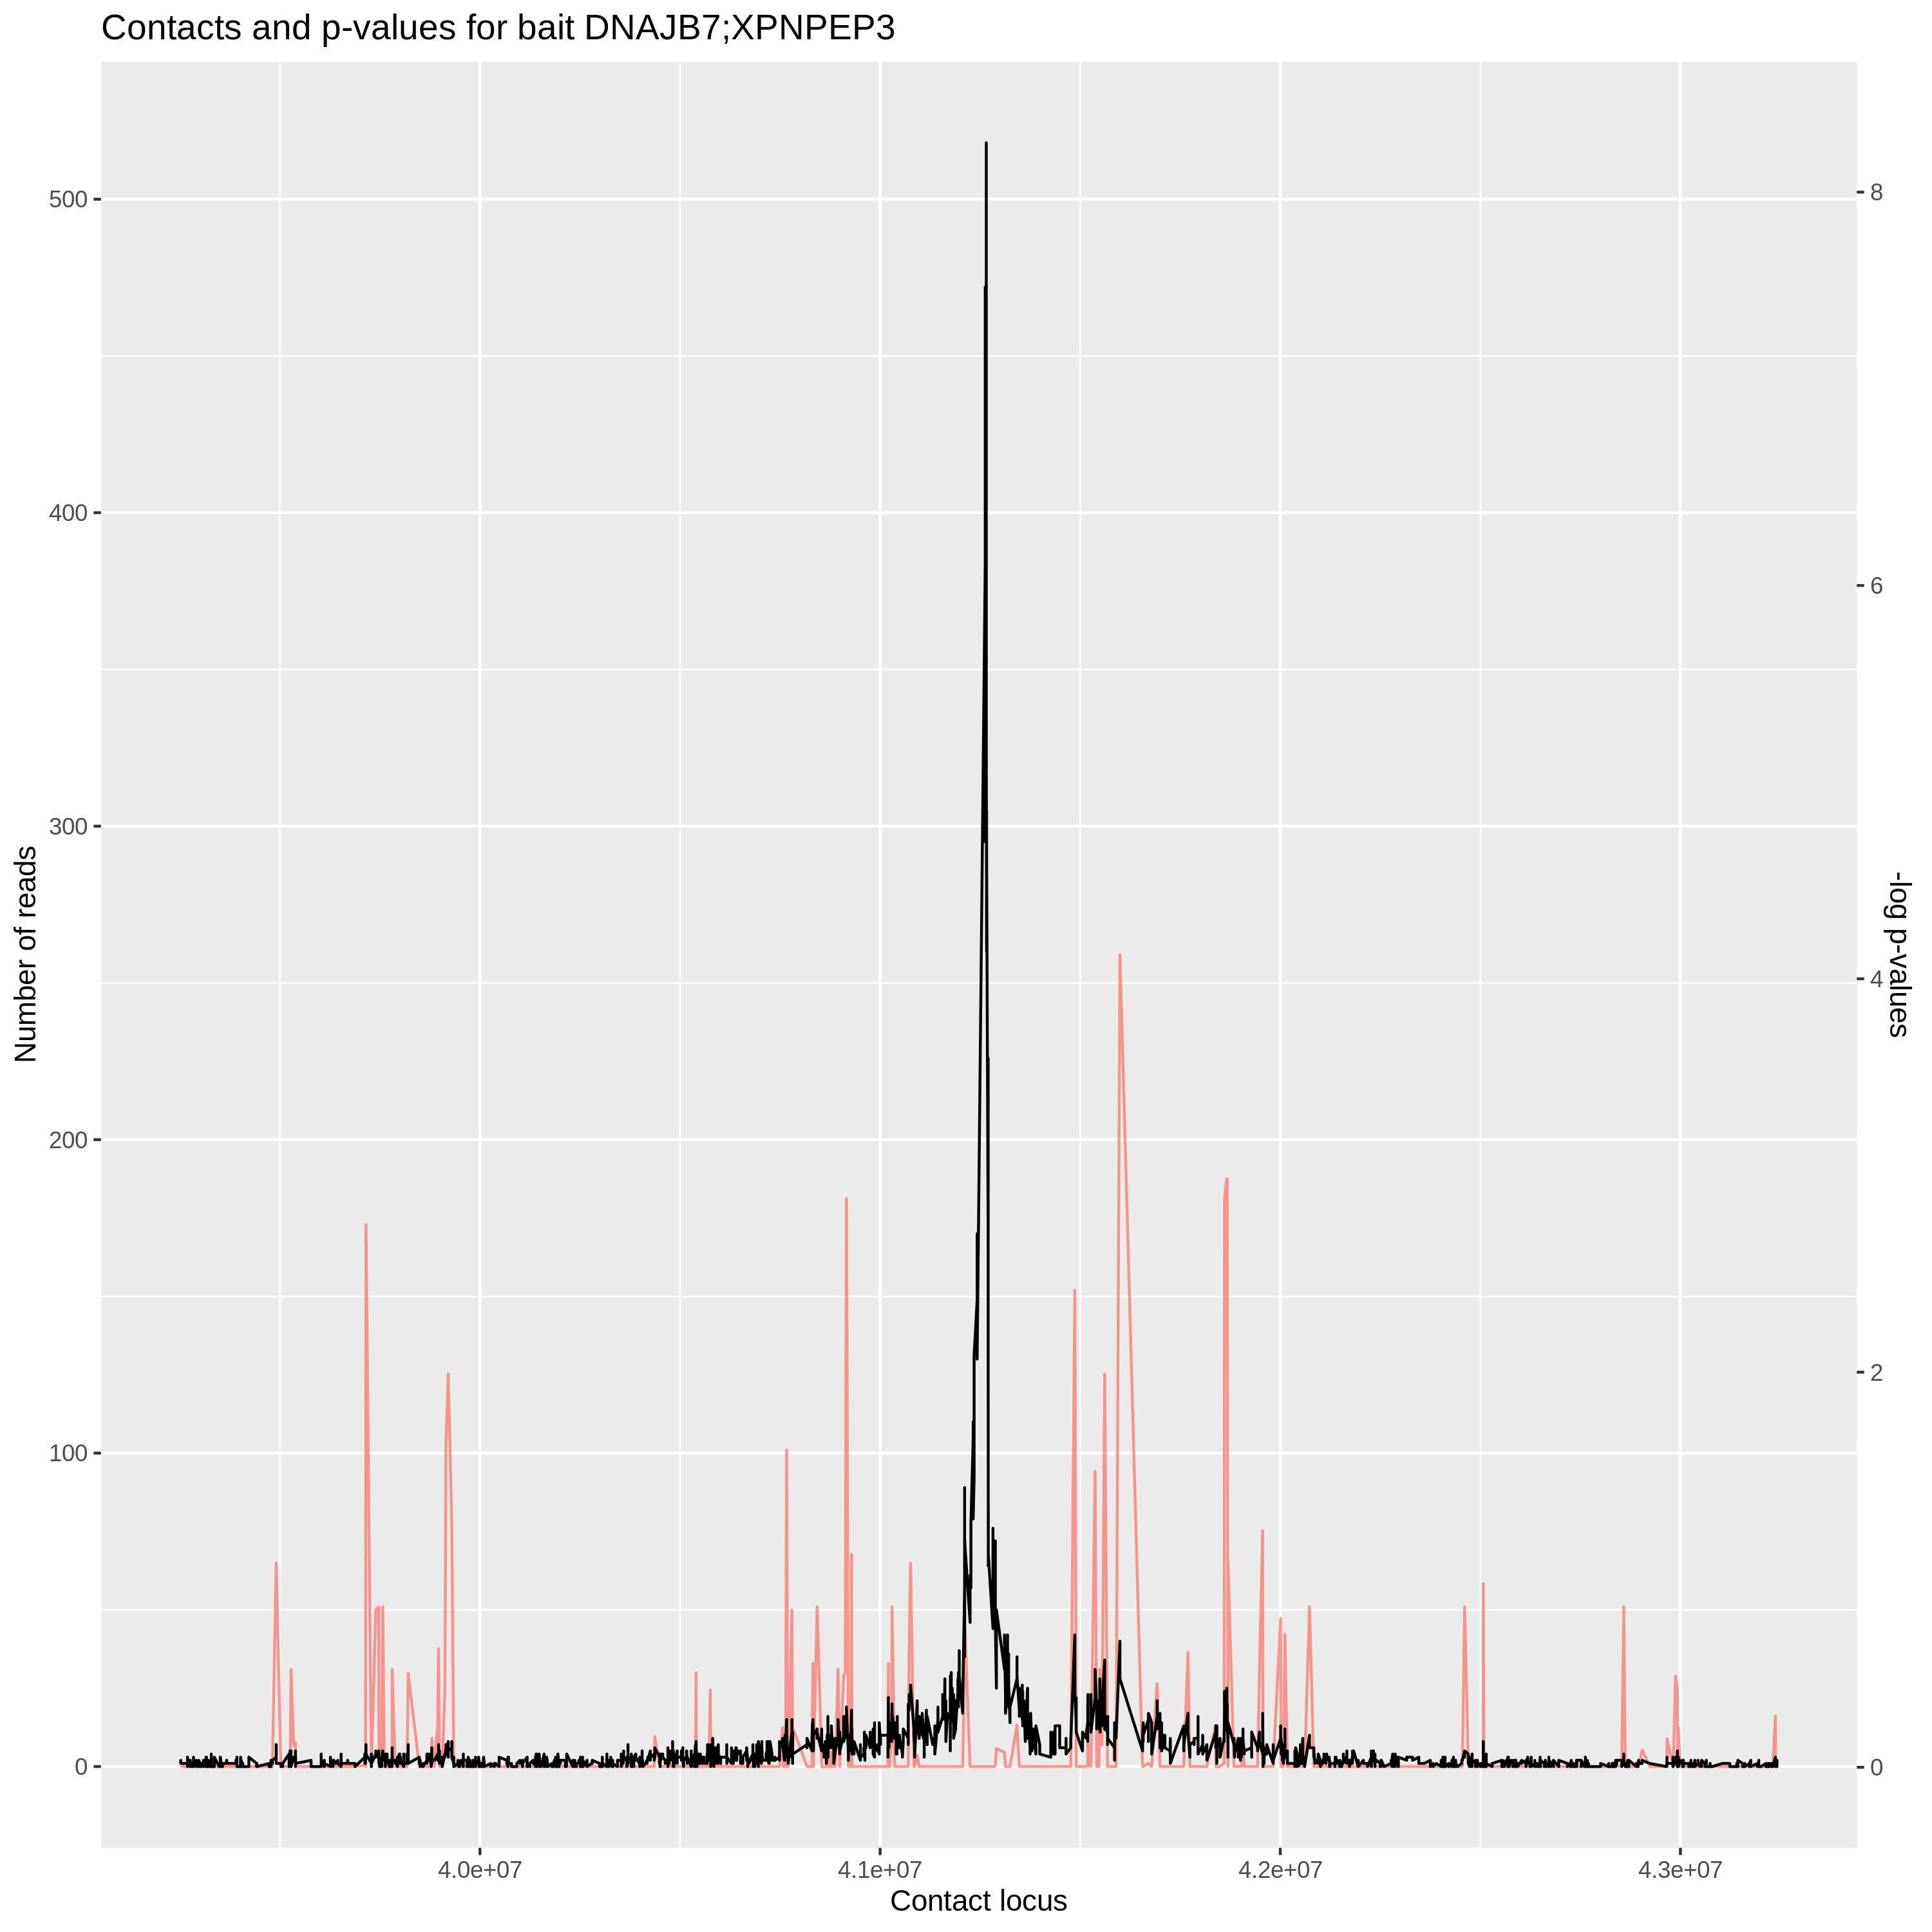 Contacts and p-values for bait DNAJB7;XPNPEP3
Number of reads
500
400
300
200
100
0
8
6
4
2
0
-log p-values
4.0e+07
4.1e+07
4.2e+07
4.3e+07
Contact locus